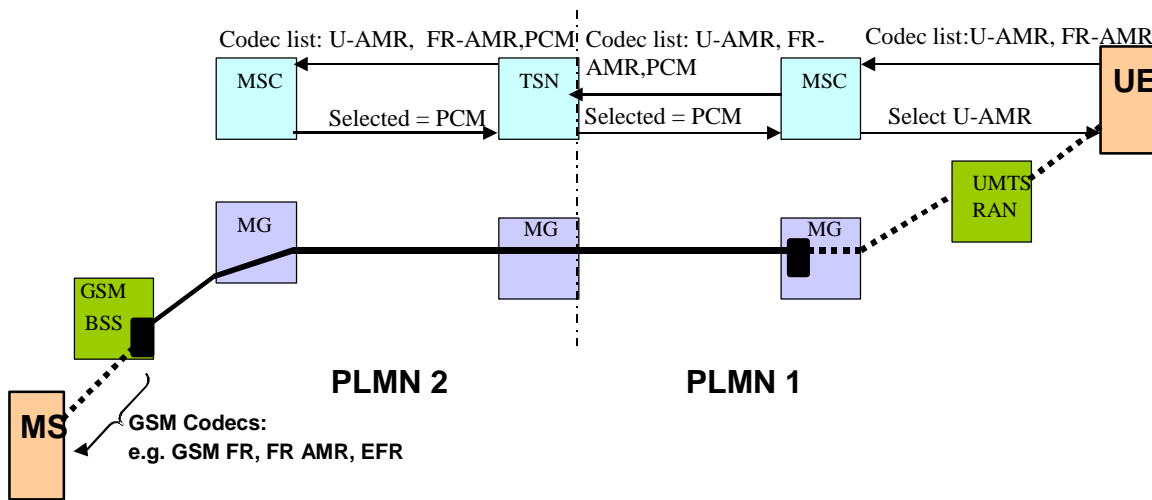 Codec list: U-AMR, FR-AMR,PCM
Codec list: U-AMR, FR-
AMR,PCM
Codec list:U-AMR, FR-AMR
MSC
TSN
MSC
UE
Selected = PCM
Selected = PCM
Select U-AMR
UMTS
RAN
MG
MG
MG
GSM
BSS
PLMN 2
PLMN 1
MS
GSM Codecs:
e.g. GSM FR, FR AMR, EFR